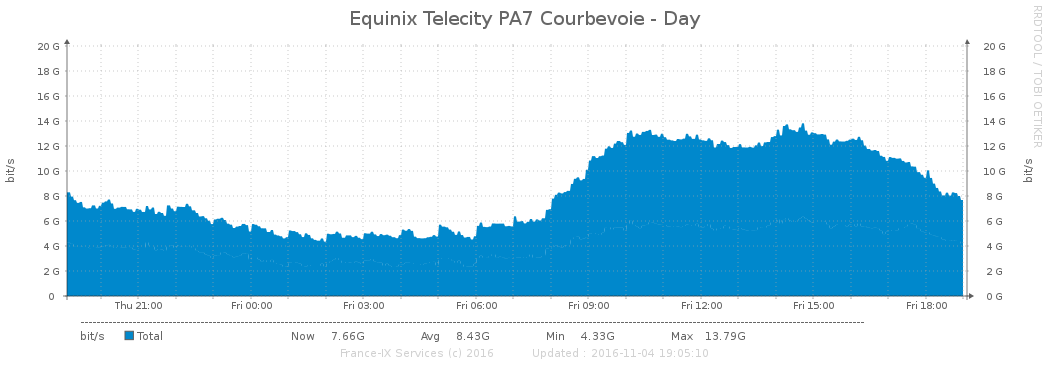 Equinix Telecity PA7 Courbevoie - Day
RRDTOOL / TOBI OETIKER
bit/s
20 G 20 G
18 G 18 G
16 G 16 G
14 G 14 G
12 G 12 G
10 G 10 G
8 G 8 G
6 G 6 G
4 G 4 G
2 G 2 G
0 0 G
bit/s
Thu 21:00 Fri 00:00 Fri 03:00 Fri 06:00 Fri 09:00 Fri 12:00 Fri 15:00 Fri 18:00
bit/s Total Now 7.66G Avg 8.43G Min 4.33G Max 13.79G
France-IX Services (c) 2016 Updated : 2016-11-04 19:05:10